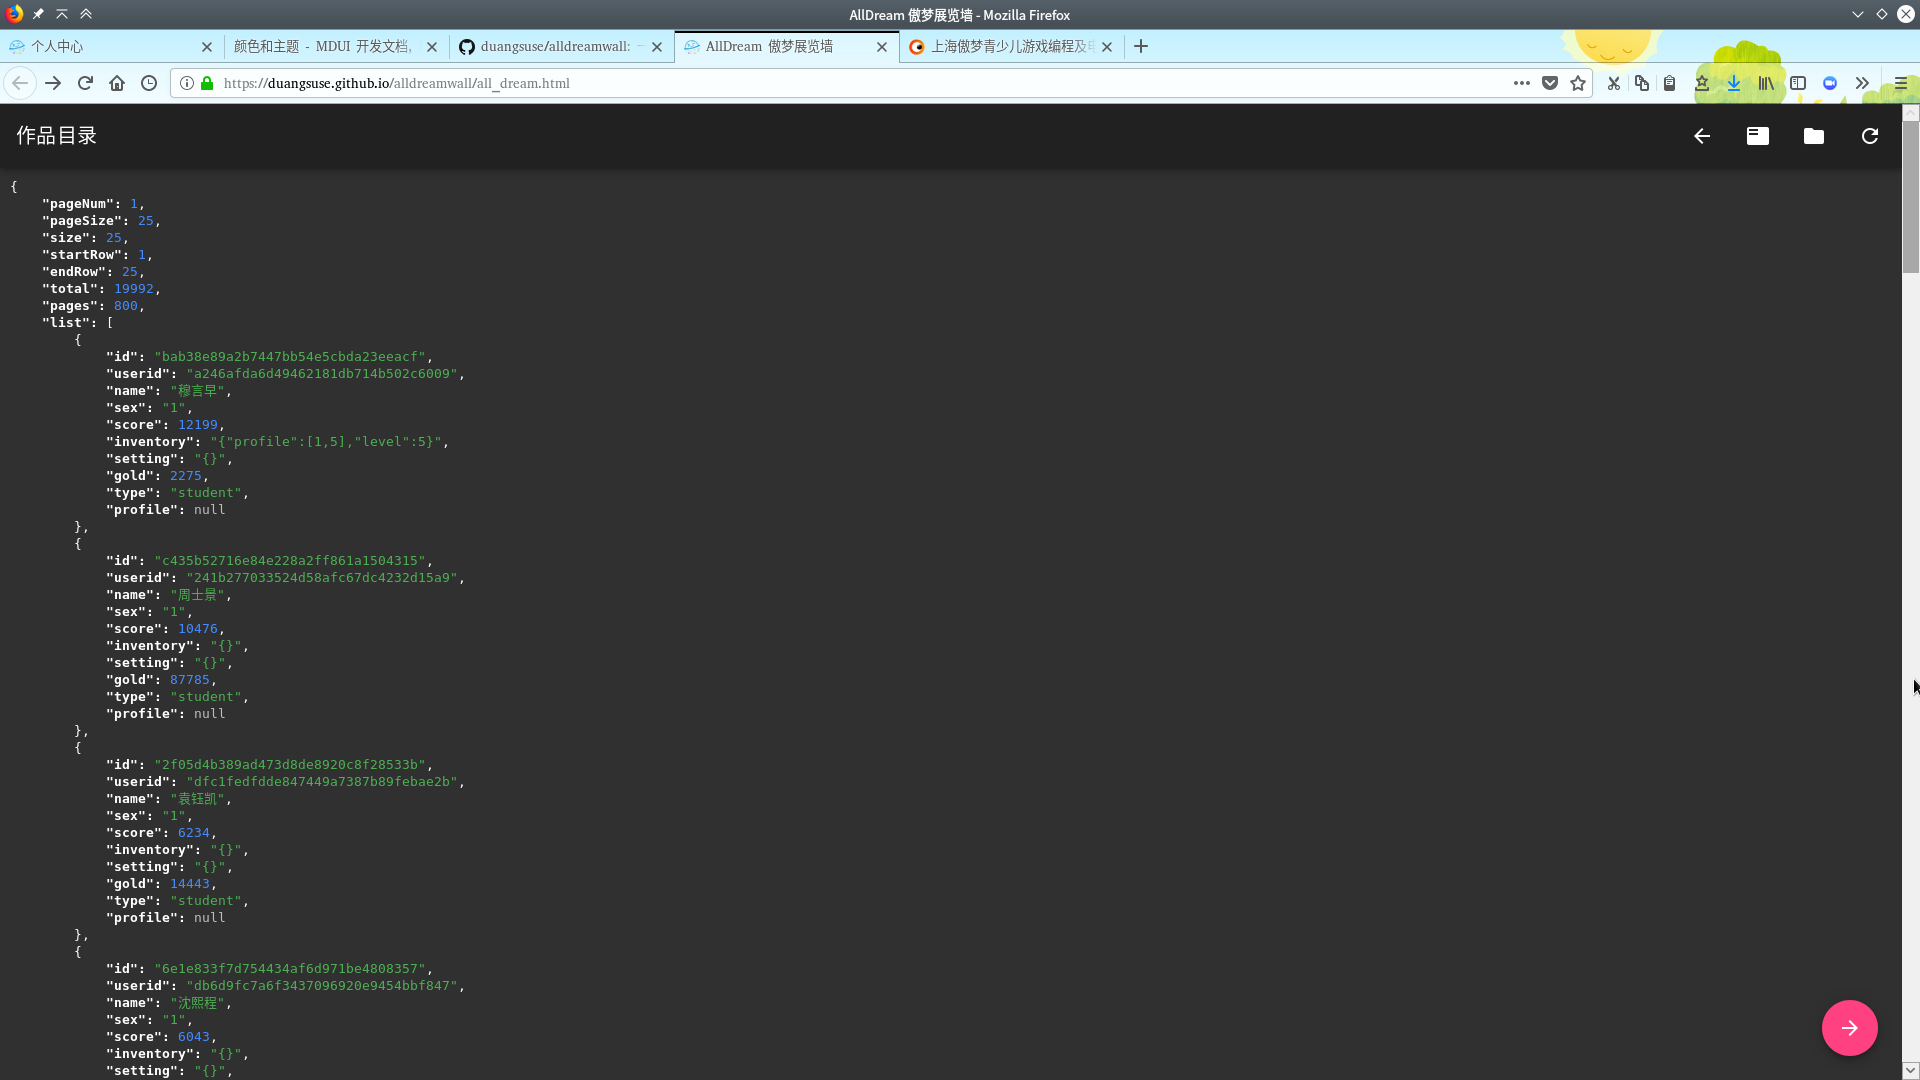 AllDream 傲梦展览墙 - Mozilla Firefox
个人中心
颜色和主题 - MDUI 开发文档,
duangsuse/alldreamwall:
AllDream 傲梦展览墙
上海傲梦青少儿游戏编程及
https://duangsuse.github.io/alldreamwall/all_dream.html
作品目录
{
"pageNum": 1,
"pageSize": 25,
"size": 25,
"startRow": 1,
"endRow": 25,
"total": 19992,
"pages": 800,
"list": [
{
"id": "bab38e89a2b7447bb54e5cbda23eeacf",
"userid": "a246afda6d49462181db714b502c6009",
"name": "穆言早",
"sex": "1",
"score": 12199,
"inventory": "{"profile":[1,5],"level":5}",
"setting": "{}",
"gold": 2275,
"type": "student",
"profile": null
},
{
"id": "c435b52716e84e228a2ff861a1504315",
"userid": "241b277033524d58afc67dc4232d15a9",
"name": "周士景",
"sex": "1",
"score": 10476,
"inventory": "{}",
"setting": "{}",
"gold": 87785,
"type": "student",
"profile": null
},
{
"id": "2f05d4b389ad473d8de8920c8f28533b",
"userid": "dfc1fedfdde847449a7387b89febae2b",
"name": "袁钰凯",
"sex": "1",
"score": 6234,
"inventory": "{}",
"setting": "{}",
"gold": 14443,
"type": "student",
"profile": null
},
{
"id": "6e1e833f7d754434af6d971be4808357",
"userid": "db6d9fc7a6f3437096920e9454bbf847",
"name": "沈熙程",
"sex": "1",
"score": 6043,
"inventory": "{}",
"setting": "{}",